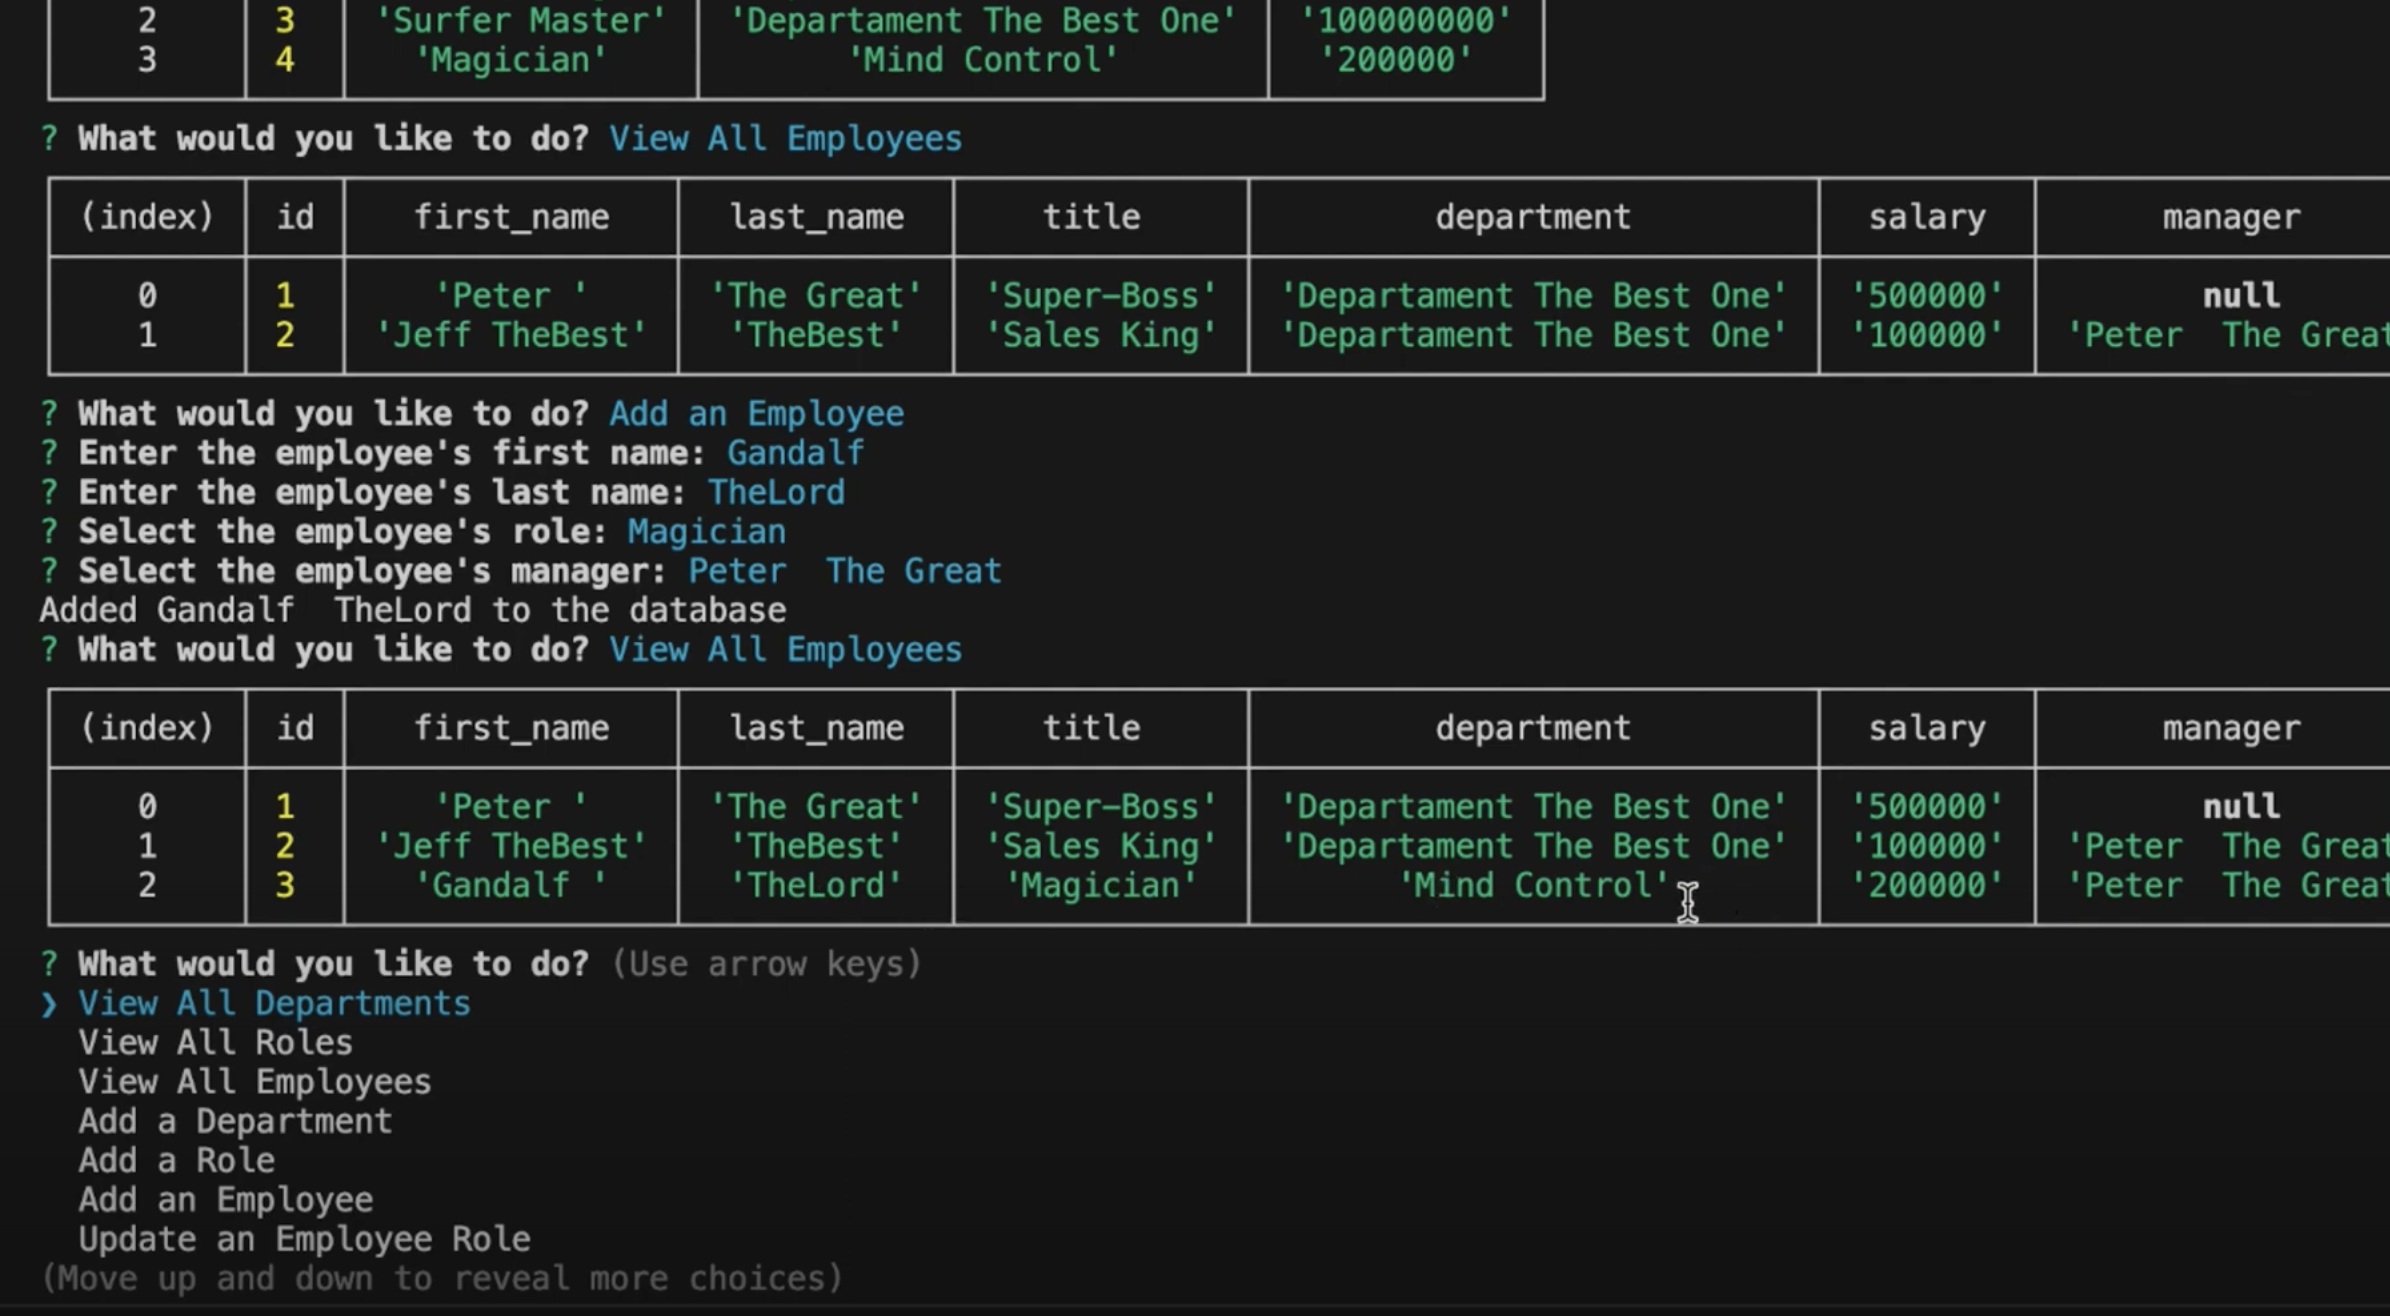 2 3 'Surfer Master' 'Departament The Best One' '100000000'
3 4 'Magician' 'Mind Control' '200000'
? What would you like to do? View All Employees
(index) id first_name last_name title department salary manager
0 1 'Peter ' 'The Great' 'Super-Boss' 'Departament The Best One' '500000' null
1 2 'Jeff TheBest' 'TheBest' 'Sales King' 'Departament The Best One' '100000' 'Peter  The Great
? What would you like to do? Add an Employee
? Enter the employee's first name: Gandalf
? Enter the employee's last name: TheLord
? Select the employee's role: Magician
? Select the employee's manager: Peter  The Great
Added Gandalf  TheLord to the database
? What would you like to do? View All Employees
(index) id first_name last_name title department salary manager
0 1 'Peter ' 'The Great' 'Super-Boss' 'Departament The Best One' '500000' null
1 2 'Jeff TheBest' 'TheBest' 'Sales King' 'Departament The Best One' '100000' 'Peter  The Great
2 3 'Gandalf ' 'TheLord' 'Magician' 'Mind Control' '200000' 'Peter  The Great
? What would you like to do? (Use arrow keys)
❯ View All Departments
View All Roles
View All Employees
Add a Department
Add a Role
Add an Employee
Update an Employee Role
(Move up and down to reveal more choices)